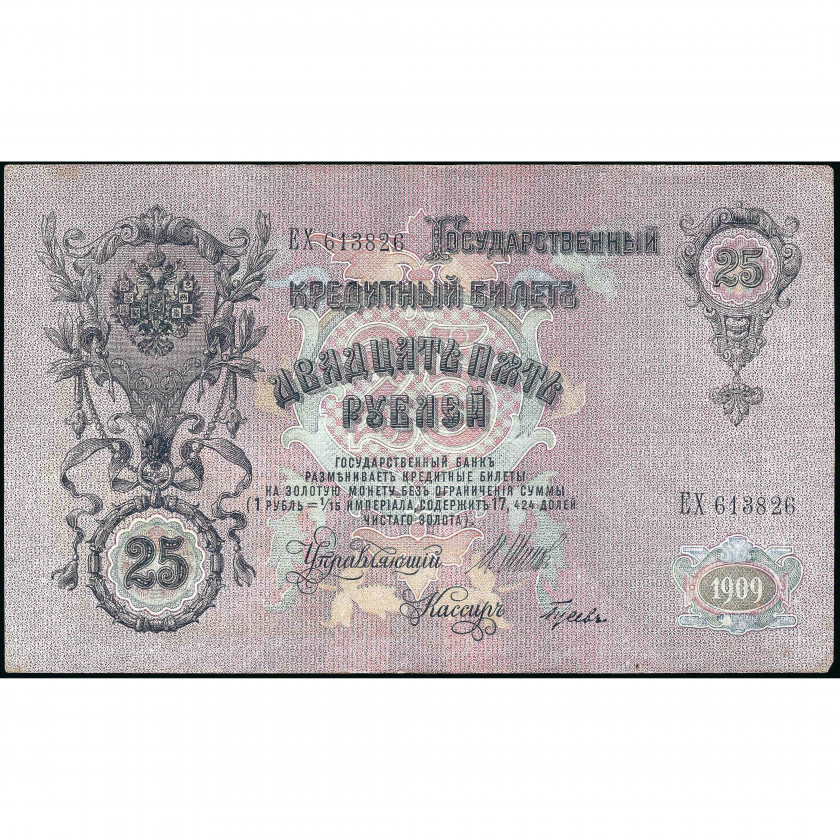 ЕХ 613826 Государственный
Кредитный Билетъ
25
Двадцать пять
рублей
Государственный банкъ
размѣниваетъ кредитные билеты
на золотую монету безъ ограниченія суммы
(1 рубль = 1/15 имперіала, содержитъ 17,424 долей
чистаго золота).
ЕХ 613826
25
Управляющій
1909
Кассиръ
Гусевъ